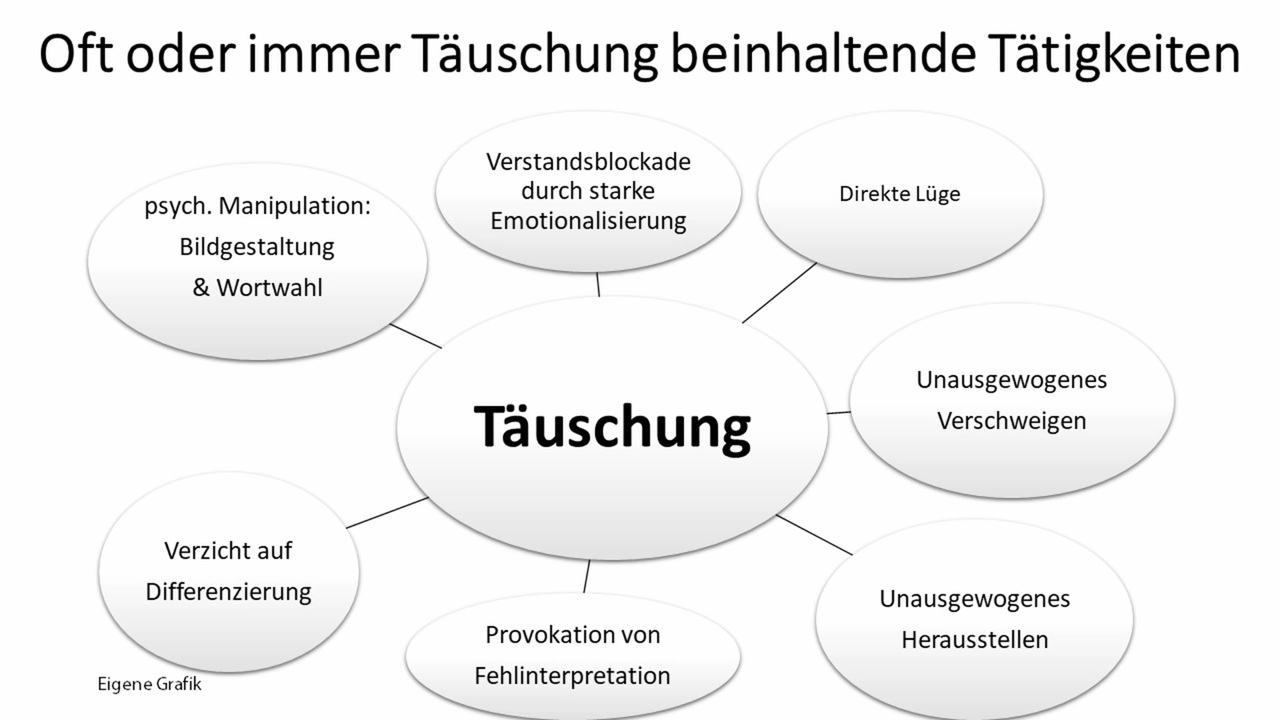 Oft oder immer Täuschung beinhaltende Tätigkeiten
psych. Manipulation:
Bildgestaltung
& Wortwahl
Verstandsblockade
durch starke
Emotionalisierung
Direkte Lüge
Täuschung
Unausgewogenes
Verschweigen
Verzicht auf
Differenzierung
Provokation von
Fehlinterpretation
Unausgewogenes
Herausstellen
Eigene Grafik